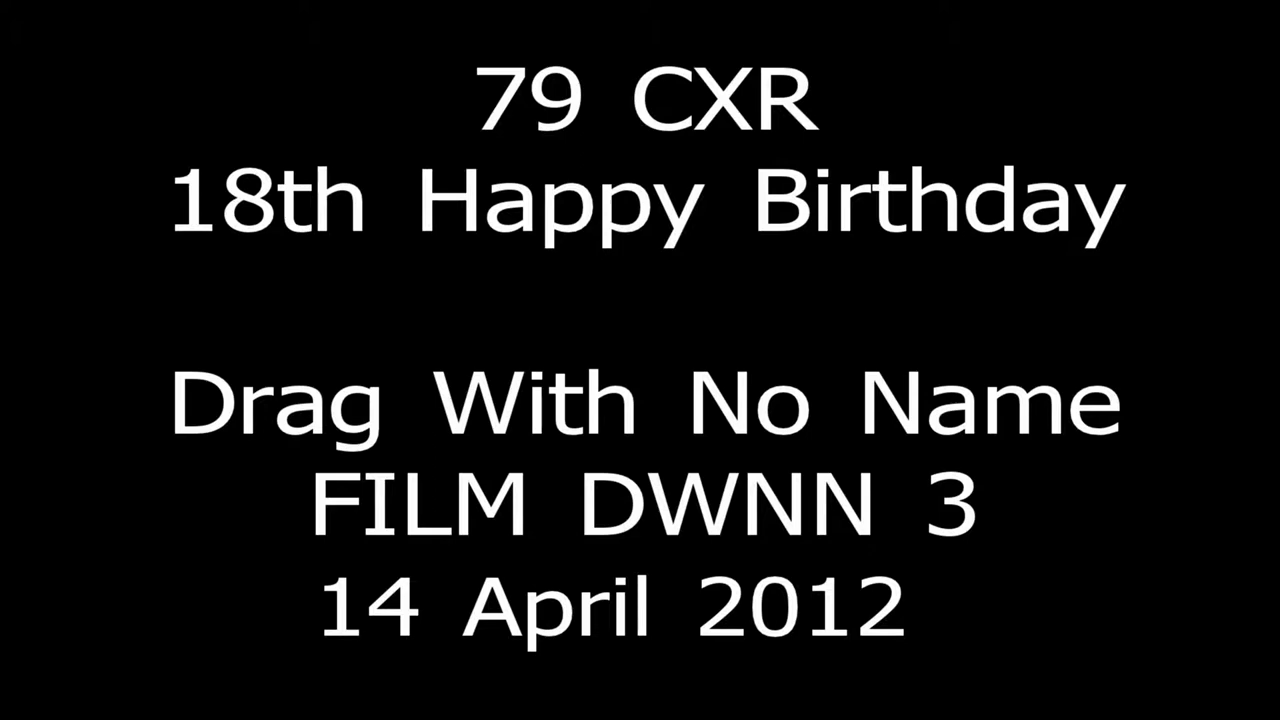 79 CXR
18th Happy Birthday
Drag With No Name
FILM DWNN 3
14 April 2012